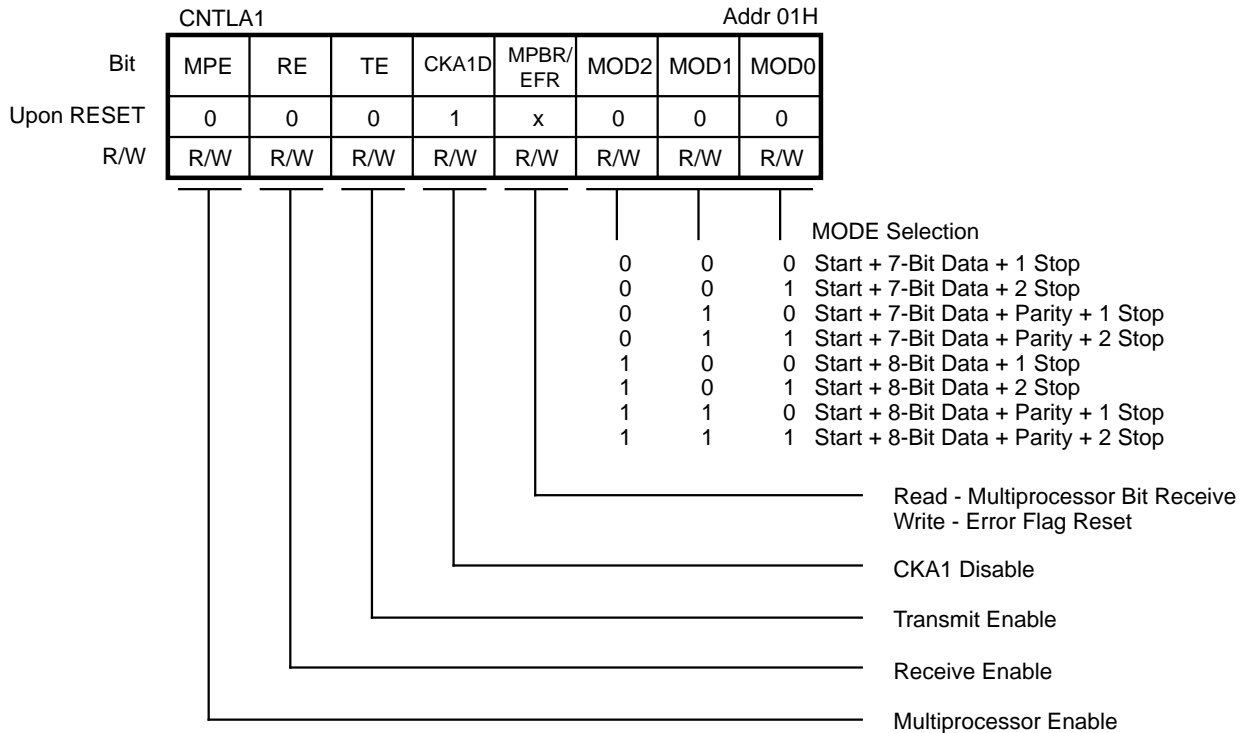 CNTLA1 Addr 01H
Bit MPE RE TE CKA1D MPBR/ EFR MOD2 MOD1 MOD0
Upon RESET 0 0 0 1 x 0 0 0
R/W R/W R/W R/W R/W R/W R/W R/W R/W
MODE Selection
0 0 0 Start + 7-Bit Data + 1 Stop
0 0 1 Start + 7-Bit Data + 2 Stop
0 1 0 Start + 7-Bit Data + Parity + 1 Stop
0 1 1 Start + 7-Bit Data + Parity + 2 Stop
1 0 0 Start + 8-Bit Data + 1 Stop
1 0 1 Start + 8-Bit Data + 2 Stop
1 1 0 Start + 8-Bit Data + Parity + 1 Stop
1 1 1 Start + 8-Bit Data + Parity + 2 Stop
Read - Multiprocessor Bit Receive
Write - Error Flag Reset
CKA1 Disable
Transmit Enable
Receive Enable
Multiprocessor Enable